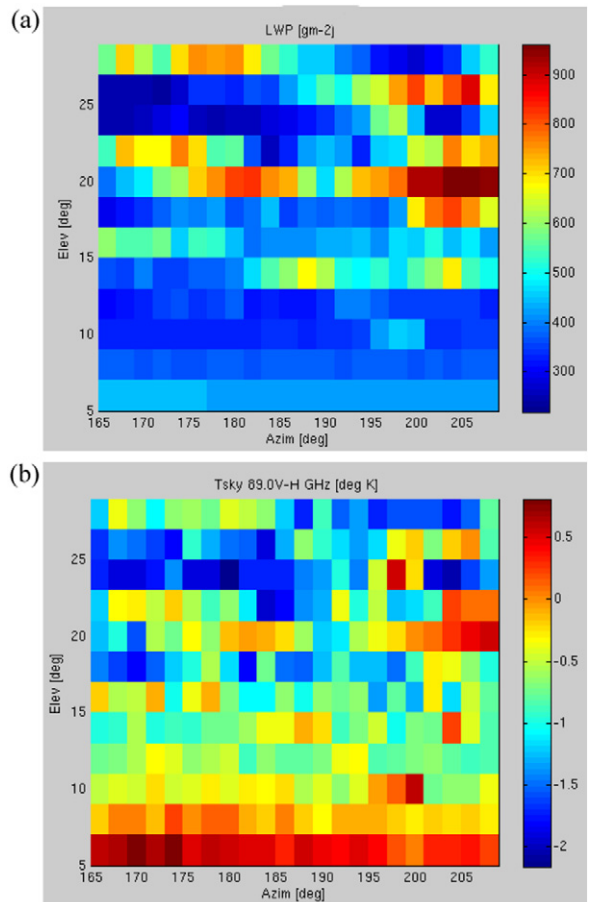 (a)
LWP [gm-2]
25
20
15
10
5
Elev [deg]
165 170 175 180 185 190 195 200 205
Azim [deg]
900
800
700
600
500
400
300
(b)
Tsky 89.0V-H GHz [deg K]
25
20
15
10
5
Elev [deg]
165 170 175 180 185 190 195 200 205
Azim [deg]
0.5
0
-0.5
-1
-1.5
-2